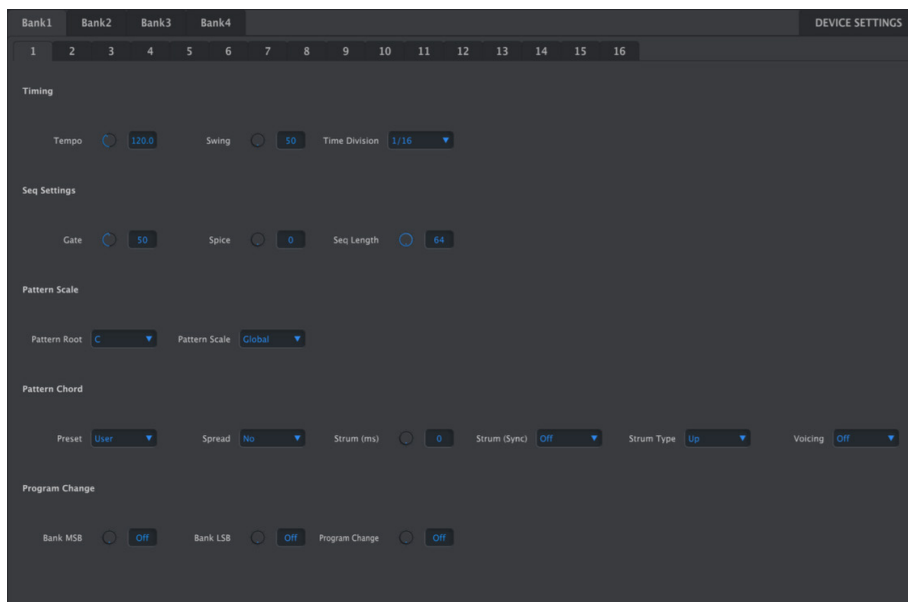 Bank1 Bank2 Bank3 Bank4 DEVICE SETTINGS
1 2 3 4 5 6 7 8 9 10 11 12 13 14 15 16
Timing
Tempo 120.0 Swing 50 Time Division 1/16
Seq Settings
Gate 50 Spice 0 Seq Length 64
Pattern Scale
Pattern Root C Pattern Scale Global
Pattern Chord
Preset User Spread No Strum (ms) 0 Strum (Sync) Off Strum Type Up Voicing Off
Program Change
Bank MSB Off Bank LSB Off Program Change Off